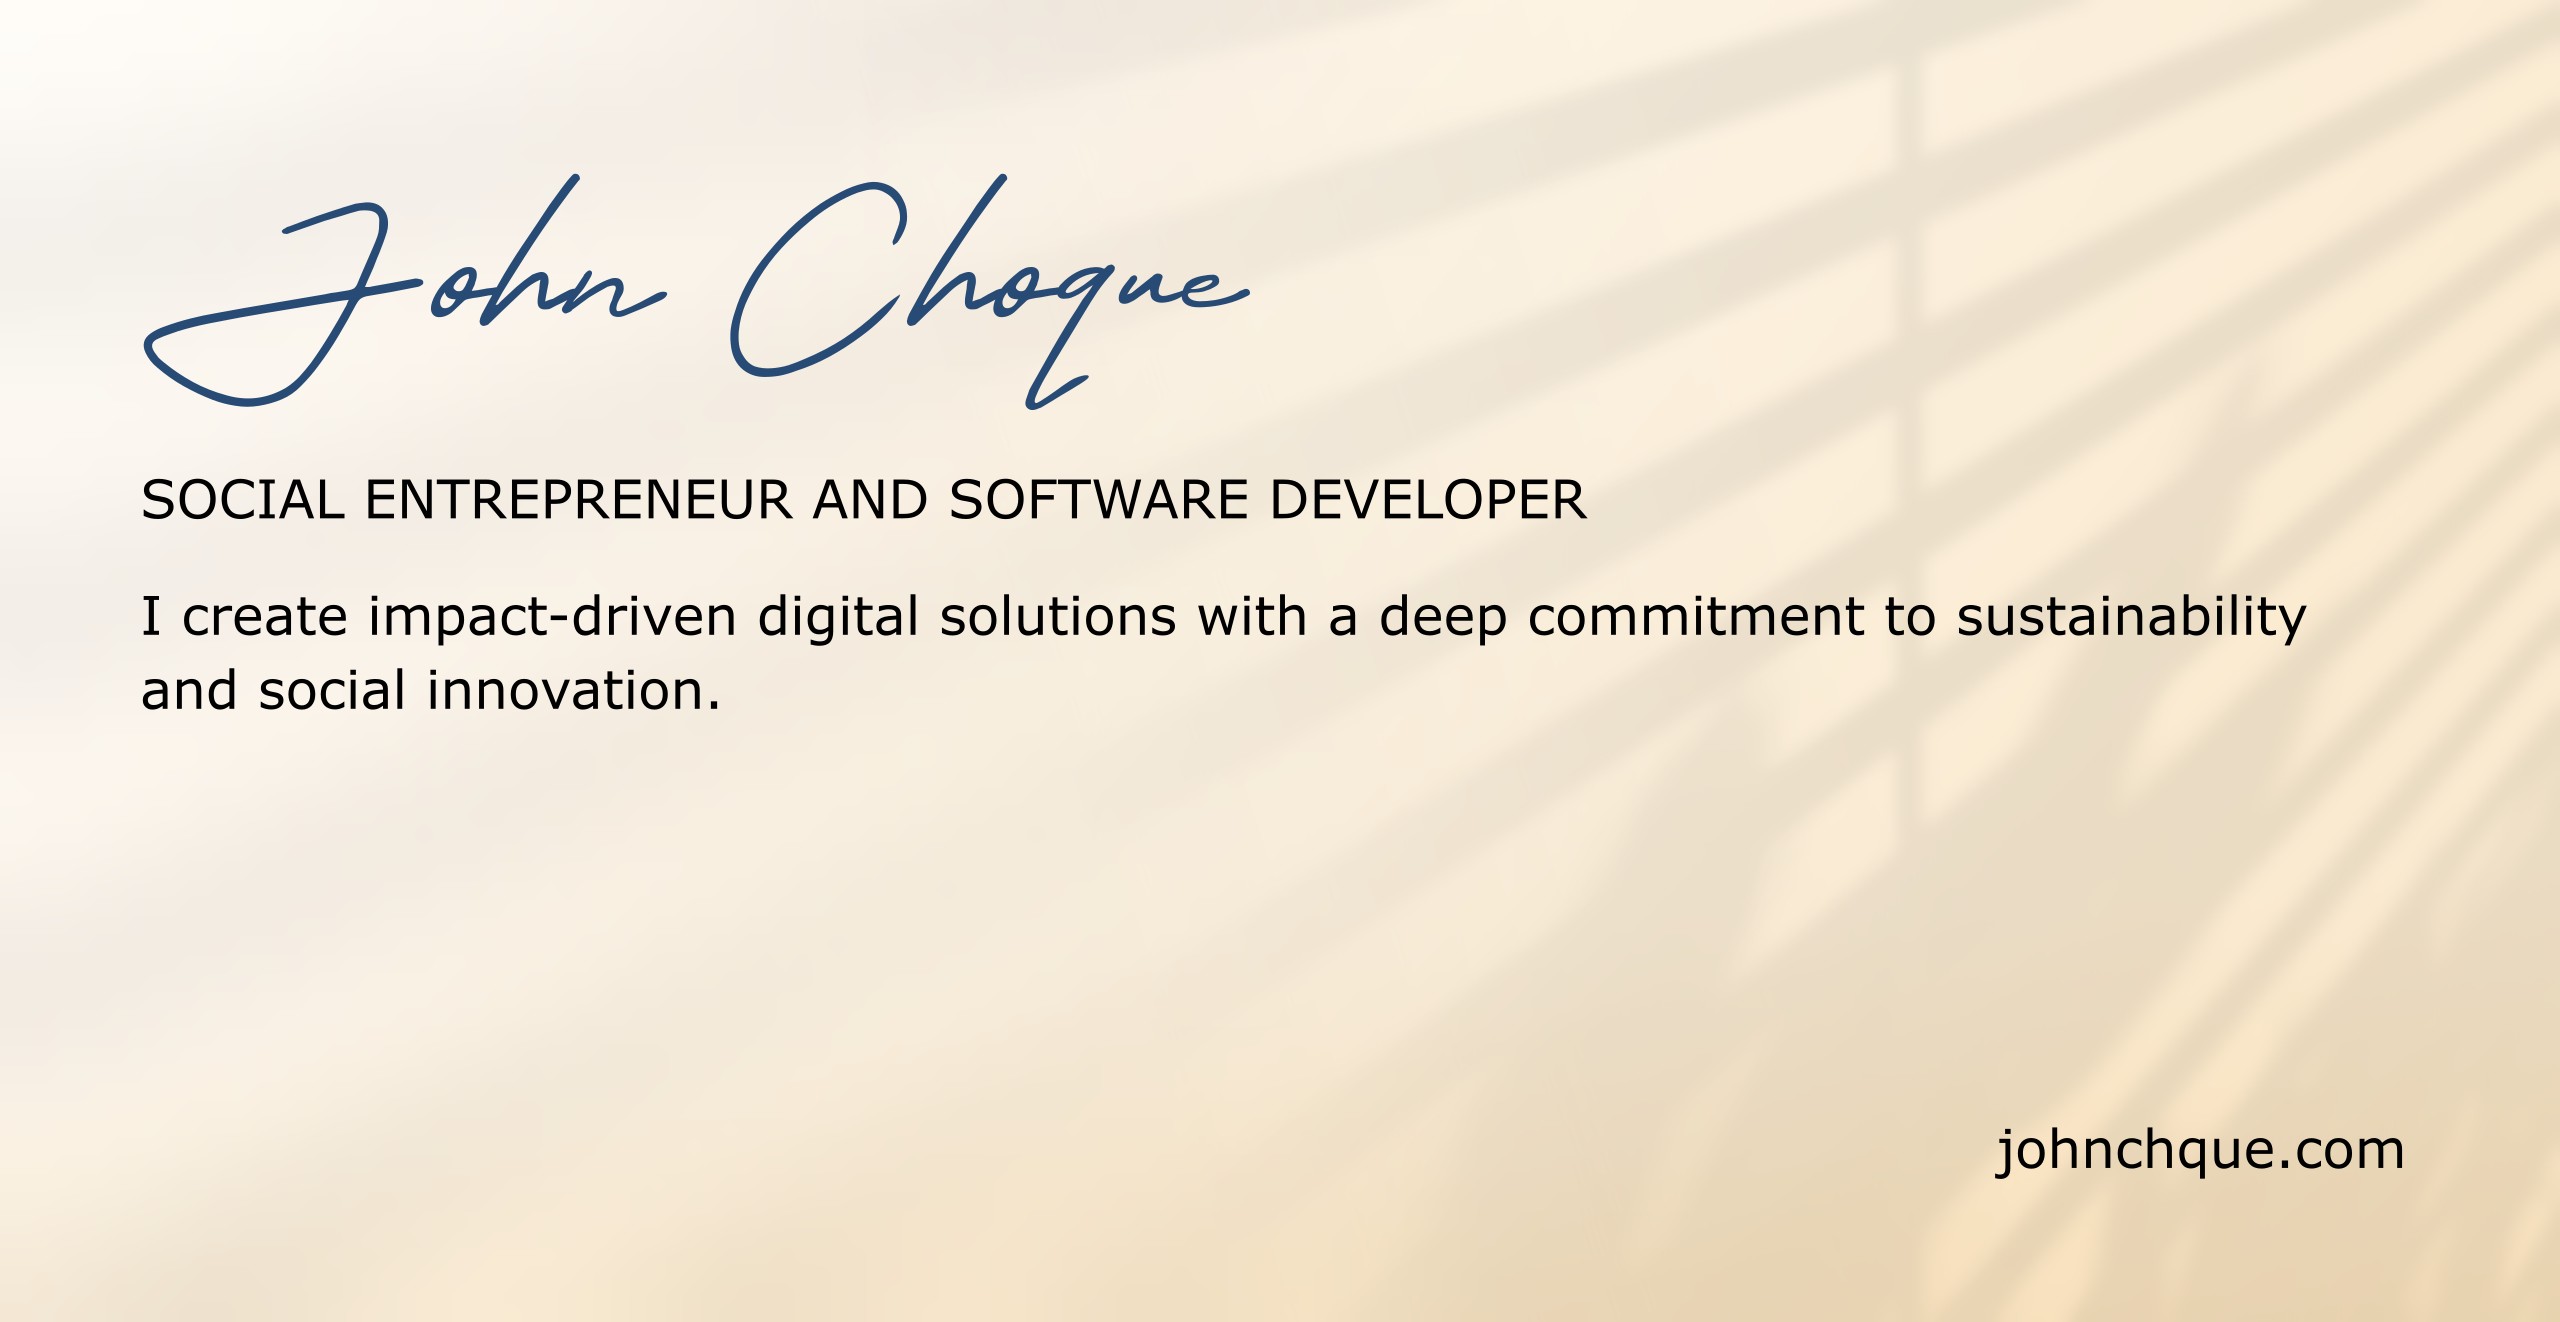 John Choque
SOCIAL ENTREPRENEUR AND SOFTWARE DEVELOPER
I create impact-driven digital solutions with a deep commitment to sustainability
and social innovation.
johnchque.com